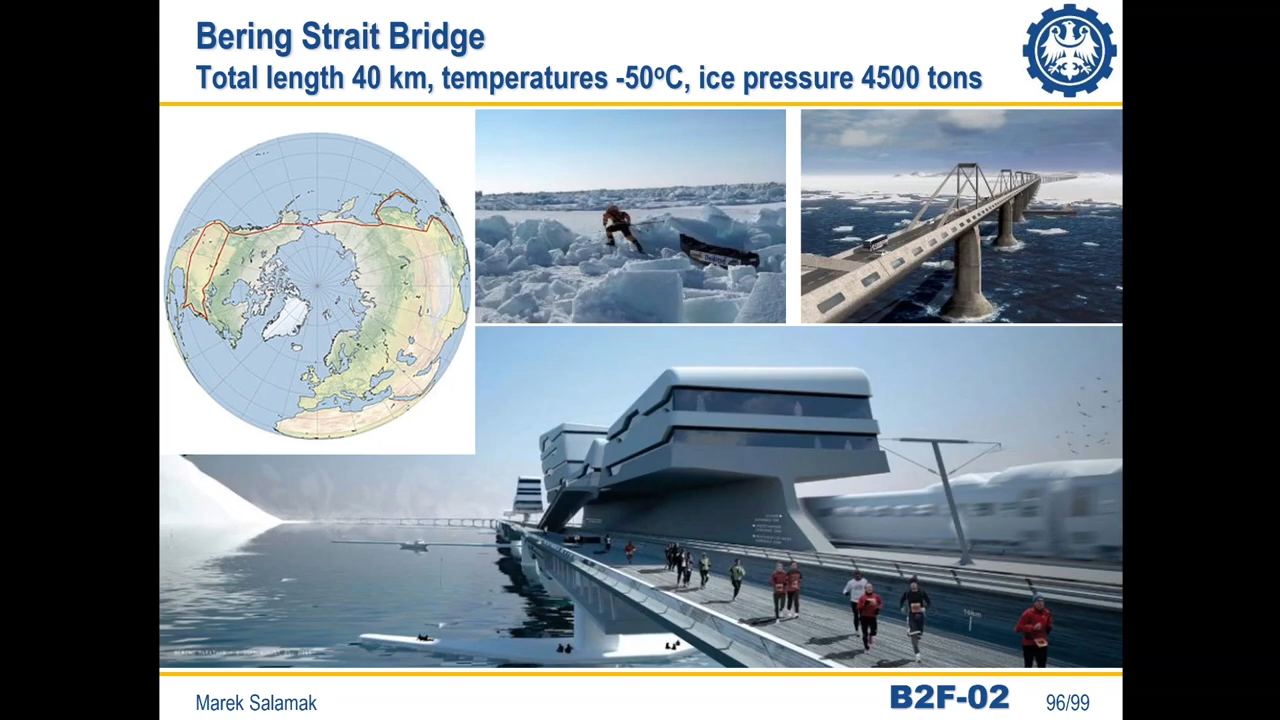 Bering Strait Bridge
Total length 40 km, temperatures -50ºC, ice pressure 4500 tons
16km
Marek Salamak
B2F-02
96/99